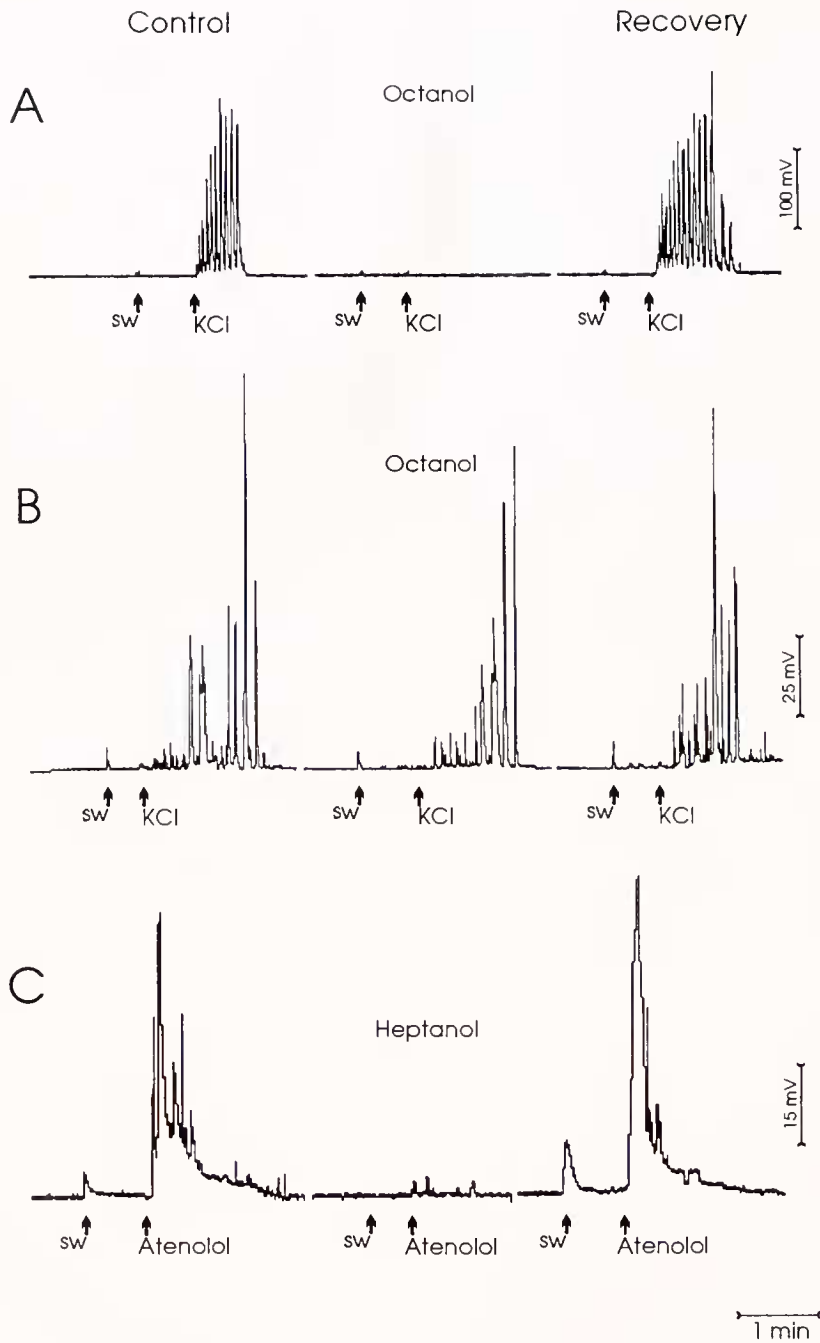 Control Recovery
A
Octanol
100 mV
sw KCl sw KCl sw KCl
B
Octanol
25 mV
sw KCl sw KCl sw KCl
C
Heptanol
15 mV
sw Atenolol sw Atenolol sw Atenolol
1 min